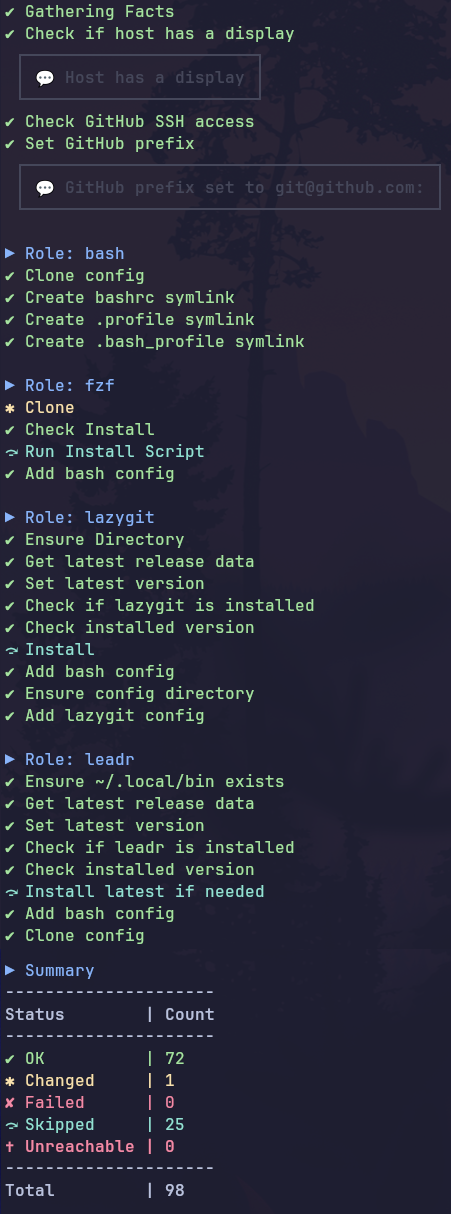 ✔ Gathering Facts
✔ Check if host has a display
💬 Host has a display
✔ Check GitHub SSH access
✔ Set GitHub prefix
💬 GitHub prefix set to git@github.com:
▶ Role: bash
✔ Clone config
✔ Create bashrc symlink
✔ Create .profile symlink
✔ Create .bash_profile symlink
▶ Role: fzf
✱ Clone
✔ Check Install
↷ Run Install Script
✔ Add bash config
▶ Role: lazygit
✔ Ensure Directory
✔ Get latest release data
✔ Set latest version
✔ Check if lazygit is installed
✔ Check installed version
↷ Install
✔ Add bash config
✔ Ensure config directory
✔ Add lazygit config
▶ Role: leadr
✔ Ensure ~/.local/bin exists
✔ Get latest release data
✔ Set latest version
✔ Check if leadr is installed
✔ Check installed version
↷ Install latest if needed
✔ Add bash config
✔ Clone config
▶ Summary
---------------------
Status | Count
---------------------
✔ OK | 72
✱ Changed | 1
✘ Failed | 0
↷ Skipped | 25
✝ Unreachable | 0
---------------------
Total | 98